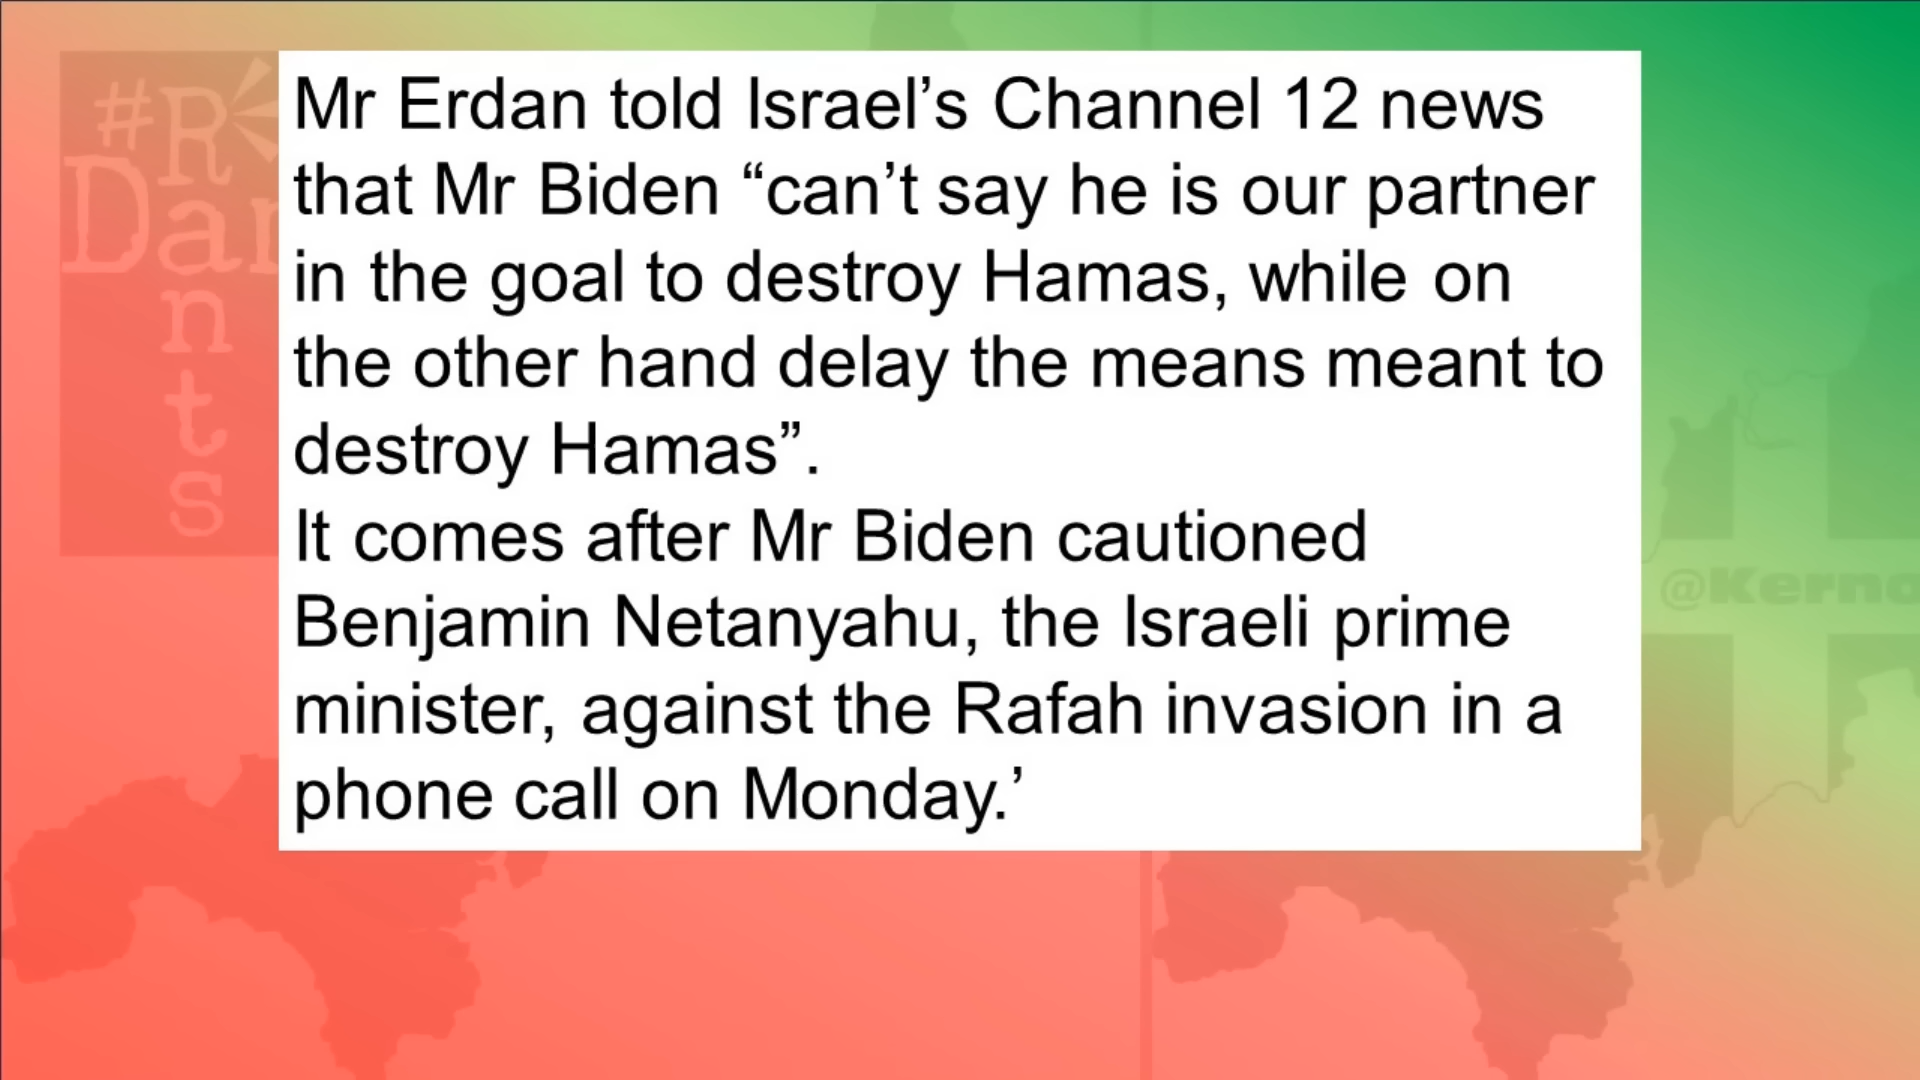 #R
Dan
n
t
s
Mr Erdan told Israel’s Channel 12 news
that Mr Biden “can’t say he is our partner
in the goal to destroy Hamas, while on
the other hand delay the means meant to
destroy Hamas”.
It comes after Mr Biden cautioned
Benjamin Netanyahu, the Israeli prime
minister, against the Rafah invasion in a
phone call on Monday.’
@Kerno